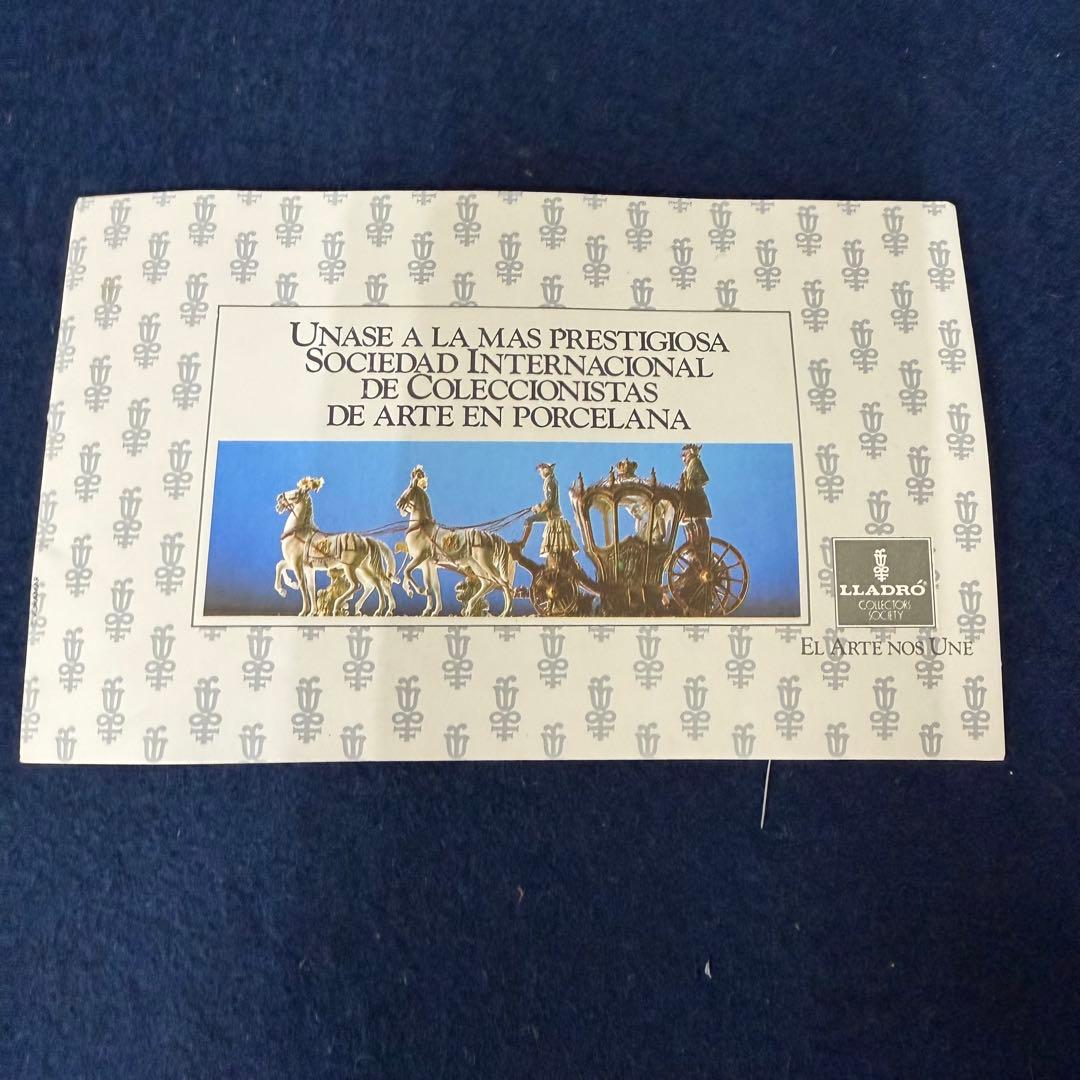 UNASE A LA MAS PRESTIGIOSA
SOCIEDAD INTERNACIONAL
DE COLECCIONISTAS
DE ARTE EN PORCELANA
LLADRÓ®
COLLECTORS
SOCIETY
EL ARTE NOS UNE